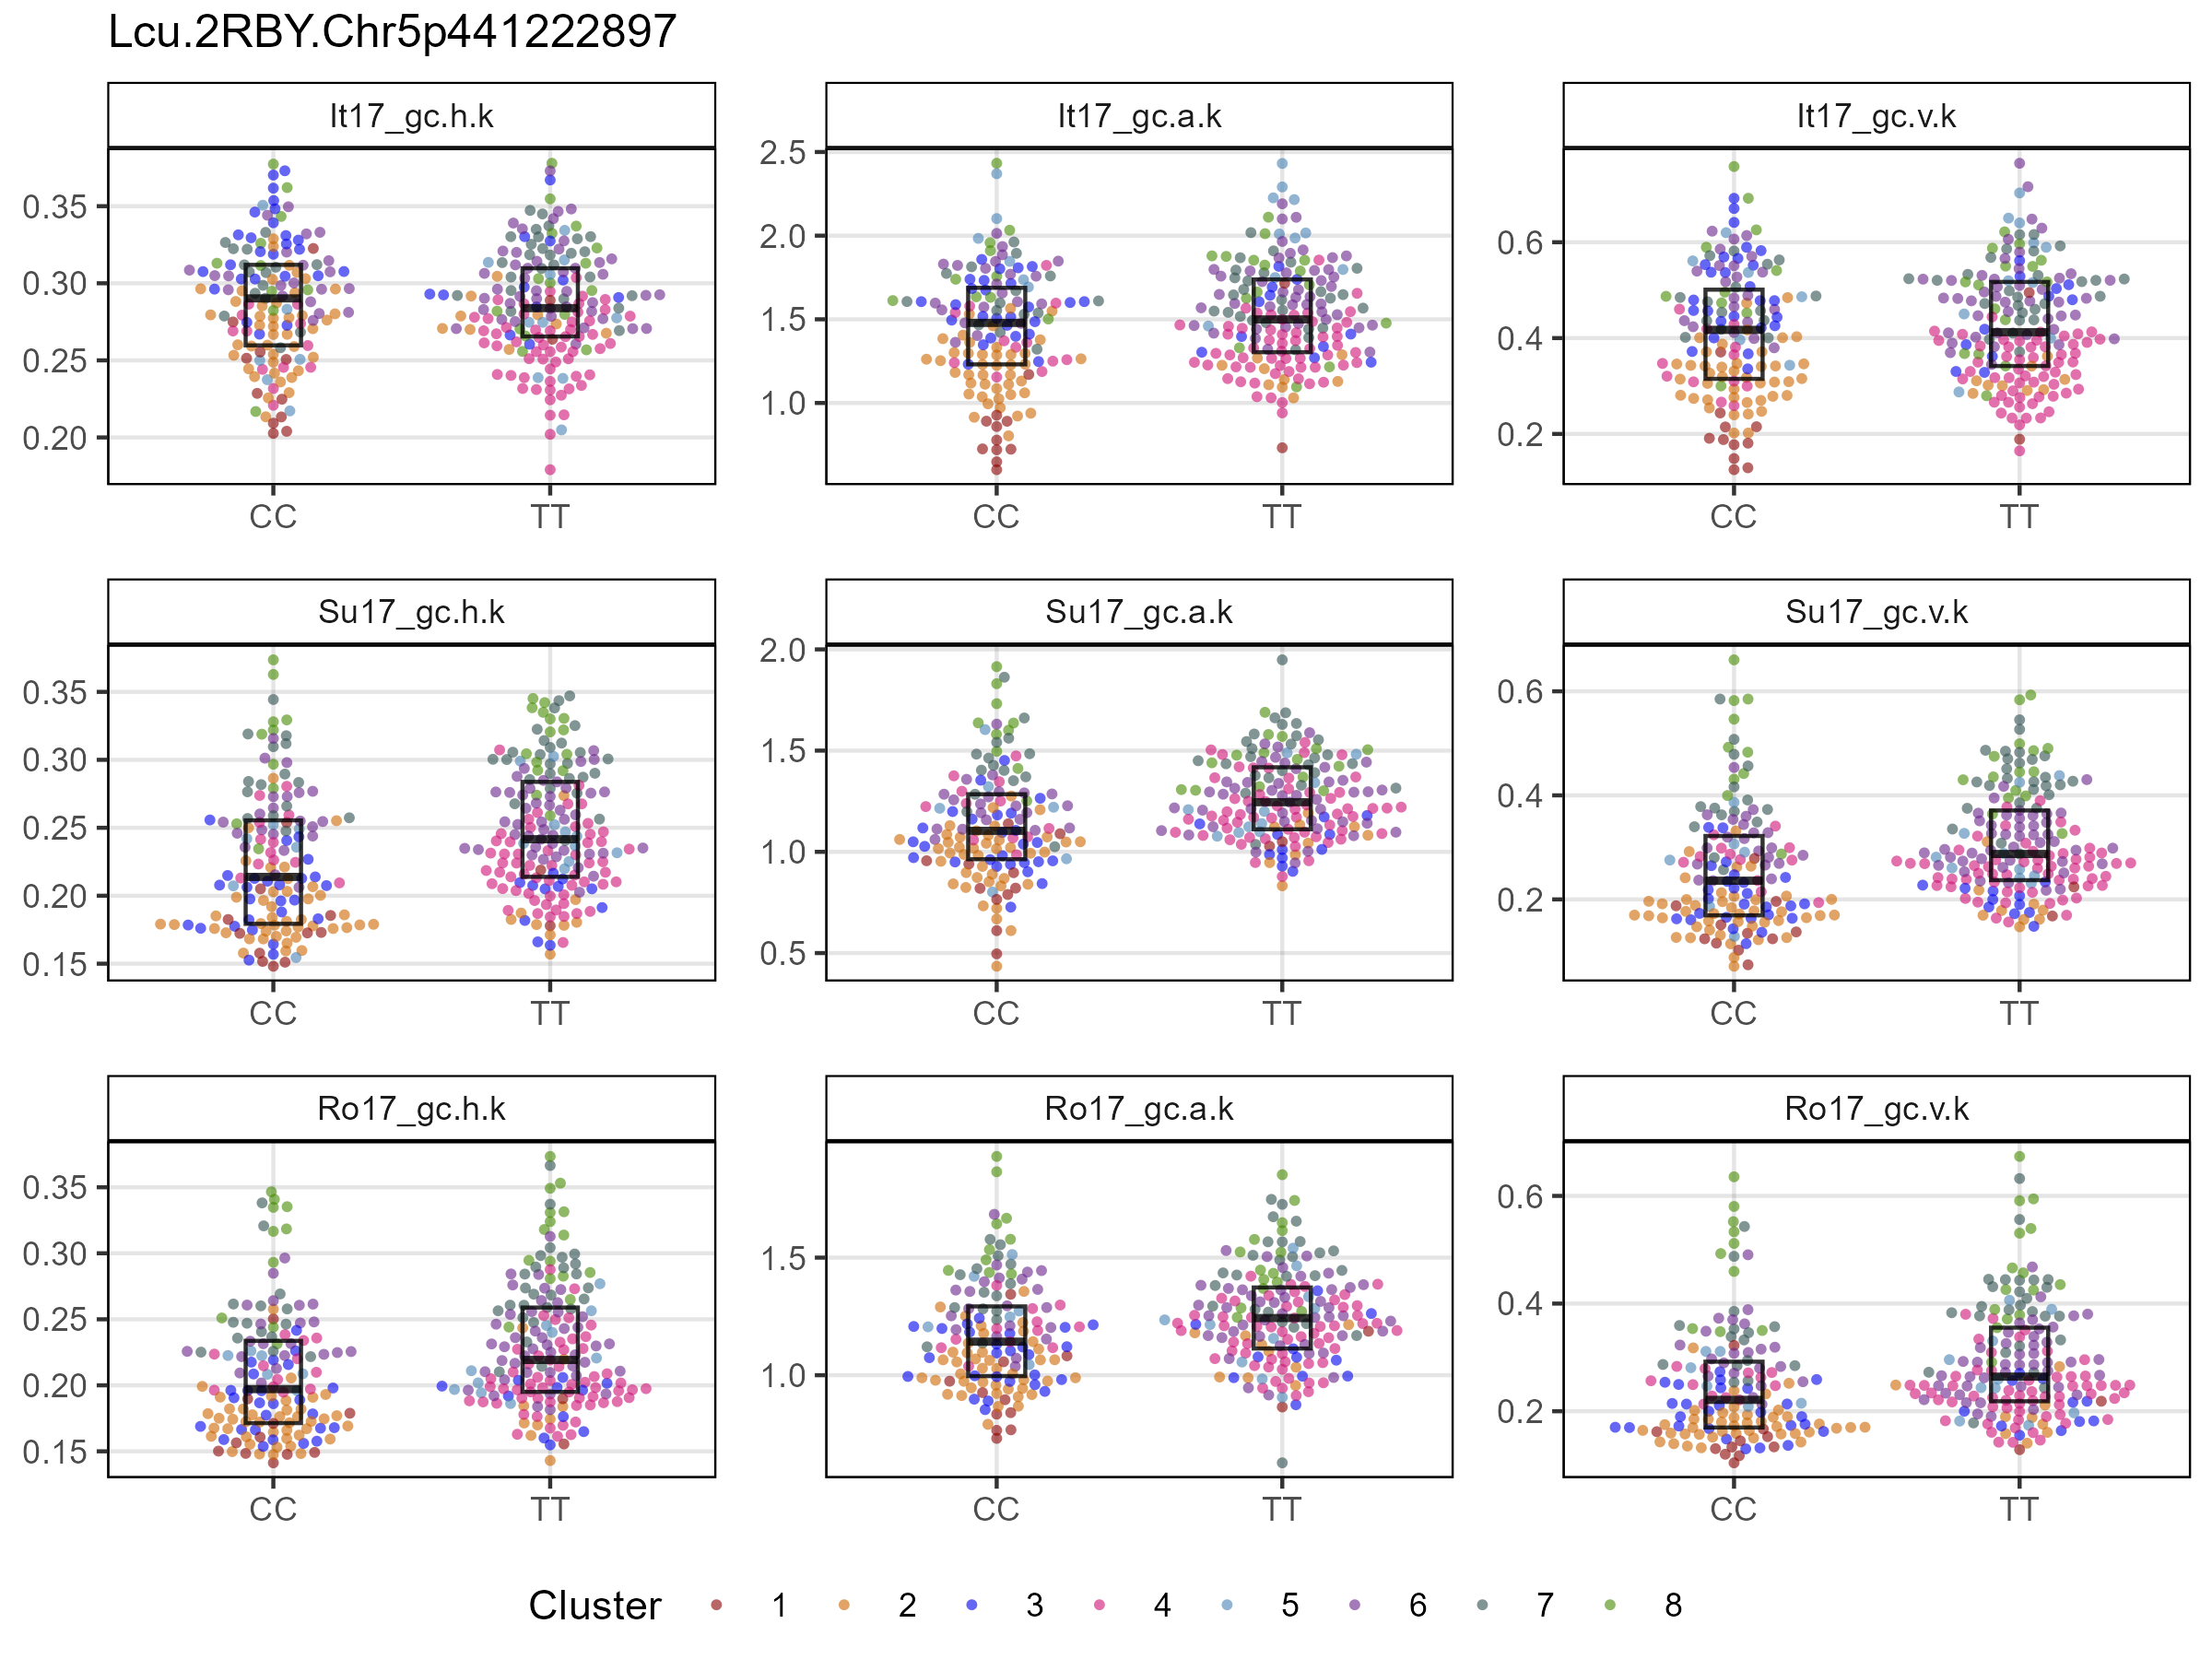 Lcu.2RBY.Chr5p441222897
It17_gc.h.k
It17_gc.a.k
It17_gc.v.k
0.35
0.30
0.25
0.20
2.5
2.0
1.5
1.0
0.6
0.4
0.2
CC TT
CC TT
CC TT
Su17_gc.h.k
Su17_gc.a.k
Su17_gc.v.k
0.35
0.30
0.25
0.20
0.15
2.0
1.5
1.0
0.5
0.6
0.4
0.2
CC TT
CC TT
CC TT
Ro17_gc.h.k
Ro17_gc.a.k
Ro17_gc.v.k
0.35
0.30
0.25
0.20
0.15
1.5
1.0
0.6
0.4
0.2
CC TT
CC TT
CC TT
Cluster 1 2 3 4 5 6 7 8